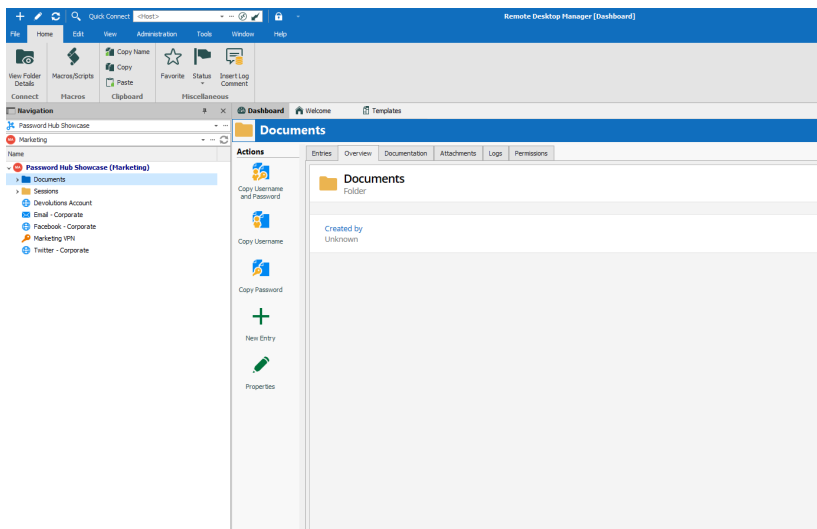 Quick Connect <Host>
Remote Desktop Manager [Dashboard]
File Home Edit View Administration Tools Window Help
View Folder Details
Macros/Scripts
Copy Name
Copy
Paste
Favorite
Status
Insert Log Comment
Connect Macros Clipboard Miscellaneous
Navigation
Dashboard Welcome Templates
Password Hub Showcase
Marketing
Name
Password Hub Showcase (Marketing)
Documents
Sessions
Devolutions Account
Email - Corporate
Facebook - Corporate
Marketing VPN
Twitter - Corporate
Documents
Actions
Copy Username
and Password
Copy Username
Copy Password
New Entry
Properties
Entries Overview Documentation Attachments Logs Permissions
Documents
Folder
Created by
Unknown